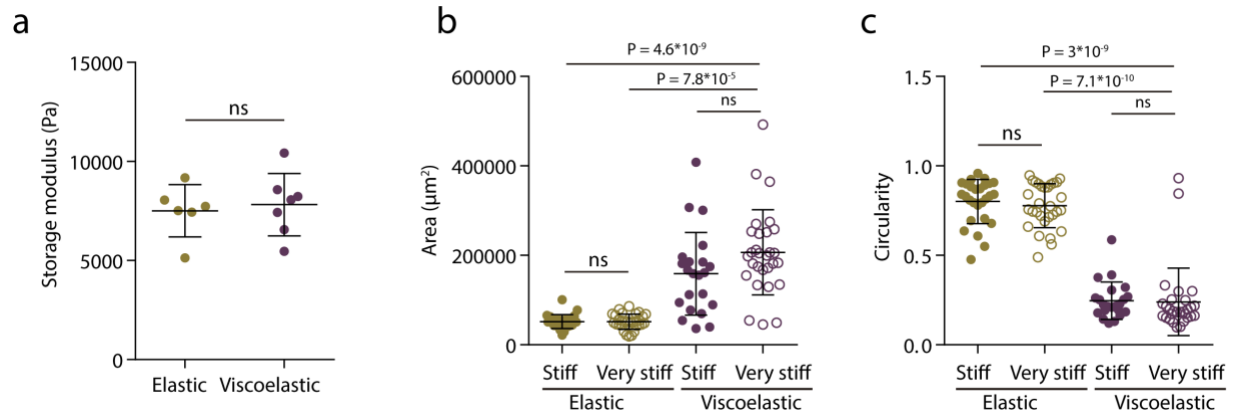 a
Storage modulus (Pa)
15000
10000
5000
0
ns
Elastic Viscoelastic
b
Area (µm²)
600000
400000
200000
0
P = 4.6*10⁻⁹
P = 7.8*10⁻⁵
ns
ns
Stiff Very stiff Stiff Very stiff
Elastic Viscoelastic
c
Circularity
1.5
1.0
0.5
0.0
P = 3*10⁻⁹
P = 7.1*10⁻¹⁰
ns
ns
Stiff Very stiff Stiff Very stiff
Elastic Viscoelastic